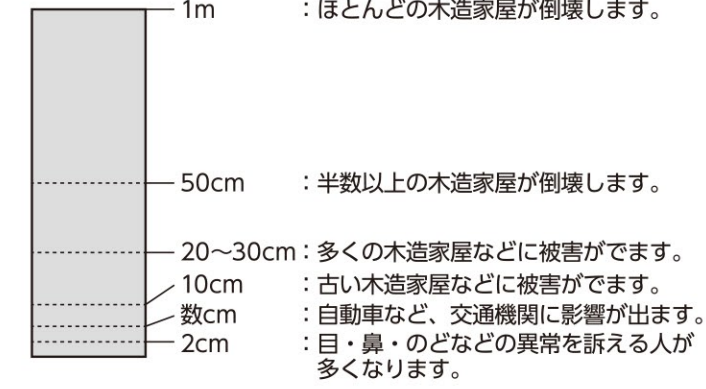 1m ：ほとんどの木造家屋が倒壊します。
50cm ：半数以上の木造家屋が倒壊します。
20～30cm：多くの木造家屋などに被害がでます。
10cm ：古い木造家屋などに被害がでます。
数cm ：自動車など、交通機関に影響が出ます。
2cm ：目・鼻・のどなどの異常を訴える人が
多くなります。